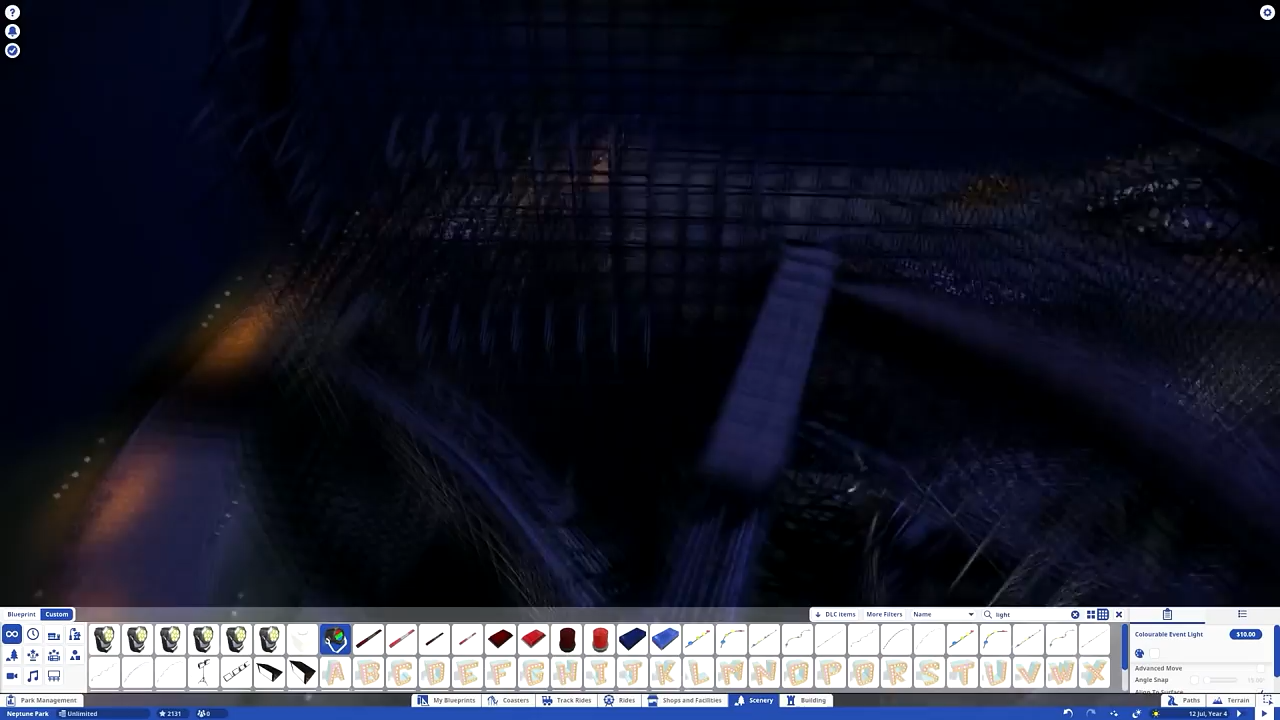 Blueprint Custom
DLC items More Filters Name light
Colourable Event Light $10.00
Advanced Move
Angle Snap
A B C D E F G H I J K L M N O P Q R S T U V W X
Park Management My Blueprints Coasters Track Rides Rides Shops and Facilities Scenery Building Paths Terrain
Neptune Park Unlimited 2131 0 12 Jul, Year 4